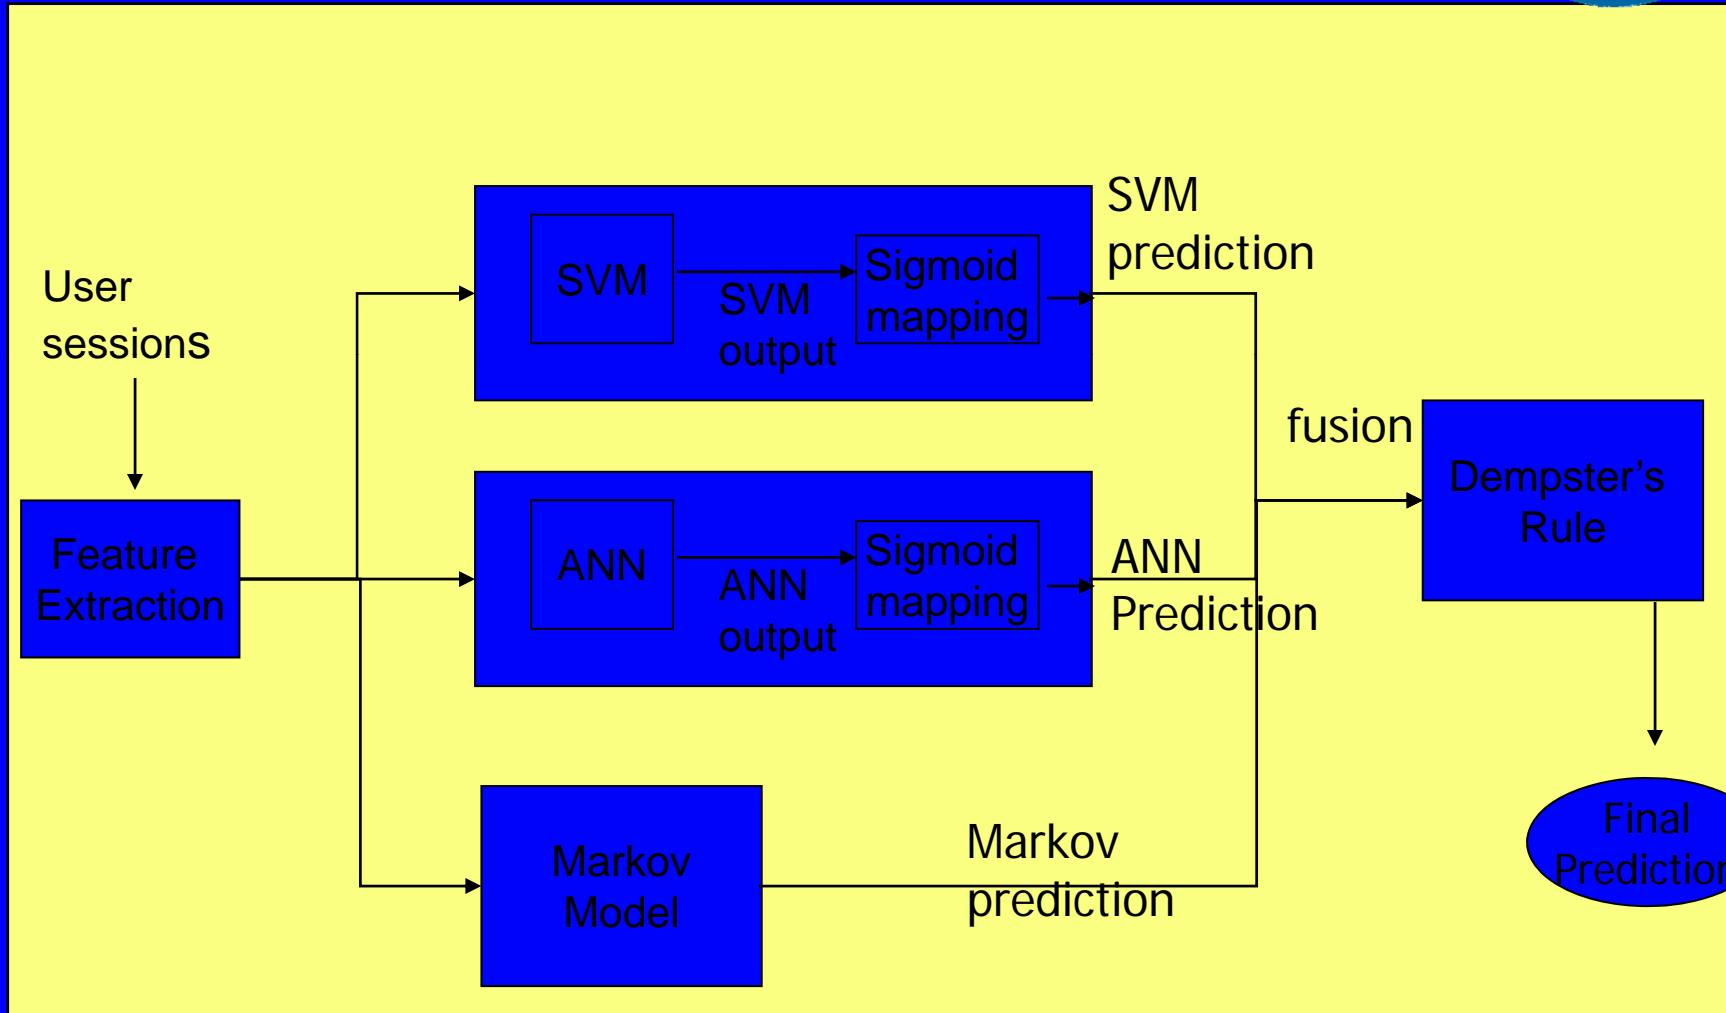 User
sessions
Feature
Extraction
SVM
SVM
output
Sigmoid
mapping
SVM
prediction
ANN
ANN
output
Sigmoid
mapping
ANN
Prediction
Markov
Model
Markov
prediction
fusion
Dempster’s
Rule
Final
Prediction